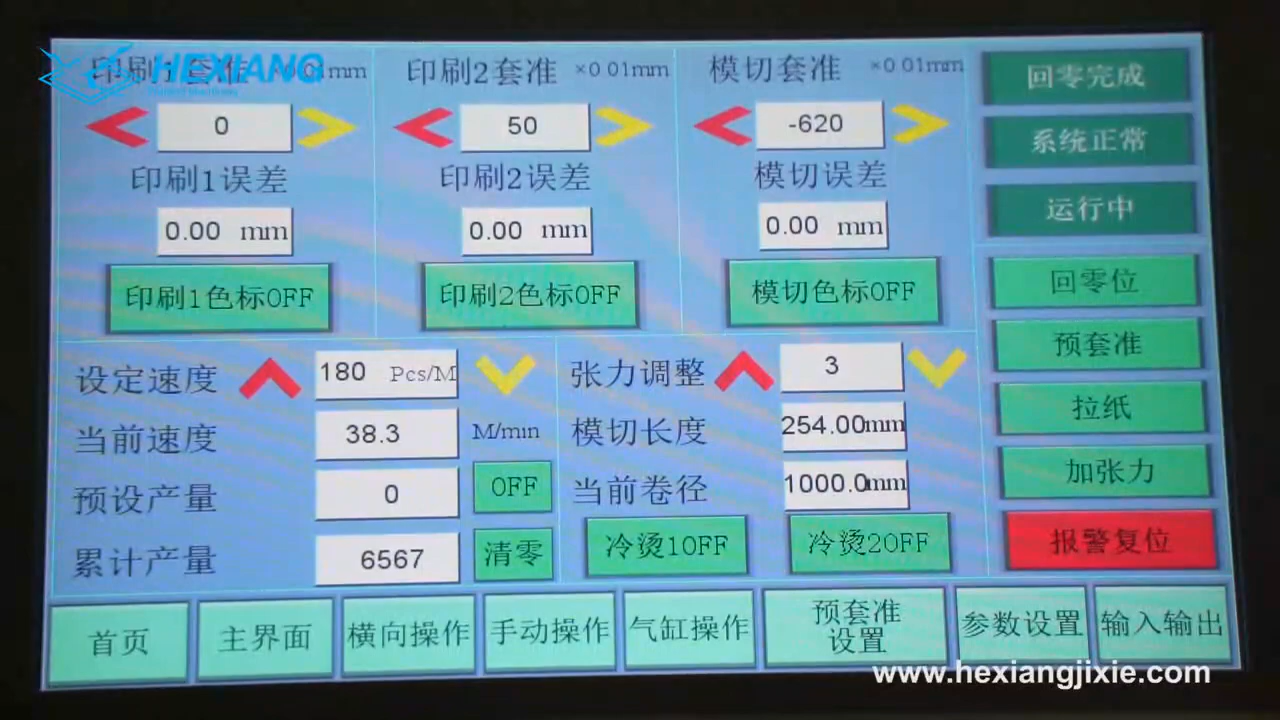 HEXIANG
印刷1套准 ×0.01mm
印刷2套准 ×0.01mm
模切套准 ×0.01mm
0
50
-620
印刷1误差
印刷2误差
模切误差
0.00 mm
0.00 mm
0.00 mm
印刷1色标OFF
印刷2色标OFF
模切色标OFF
设定速度 180 Pcs/M
当前速度 38.3 M/min
预设产量 0 OFF
累计产量 6567 清零
张力调整 3
模切长度 254.00mm
当前卷径 1000.0mm
冷烫1OFF 冷烫2OFF
回零完成
系统正常
运行中
回零位
预套准
拉纸
加张力
报警复位
首页 主界面 横向操作 手动操作 气缸操作 预套准
设置 参数设置 输入输出
www.hexiangjixie.com